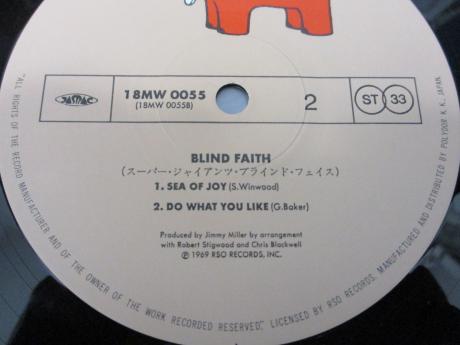 JASRAC
18MW 0055
(18MW 0055B)
2
ST 33
BLIND FAITH
(スーパー・ジャイアンツ・ブラインド・フェイス)
1. SEA OF JOY (S.Winwood)
2. DO WHAT YOU LIKE (G.Baker)
Produced by Jimmy Miller by arrangement
with Robert Stigwood and Chris Blackwell
℗ 1969 RSO RECORDS, INC.
"ALL RIGHTS OF THE RECORD MANUFACTURER AND OF THE OWNER OF THE WORK RECORDED RESERVED". LICENSED BY RSO RECORDS. MANUFACTURED AND DISTRIBUTED BY POLYDOR K. K., JAPAN.